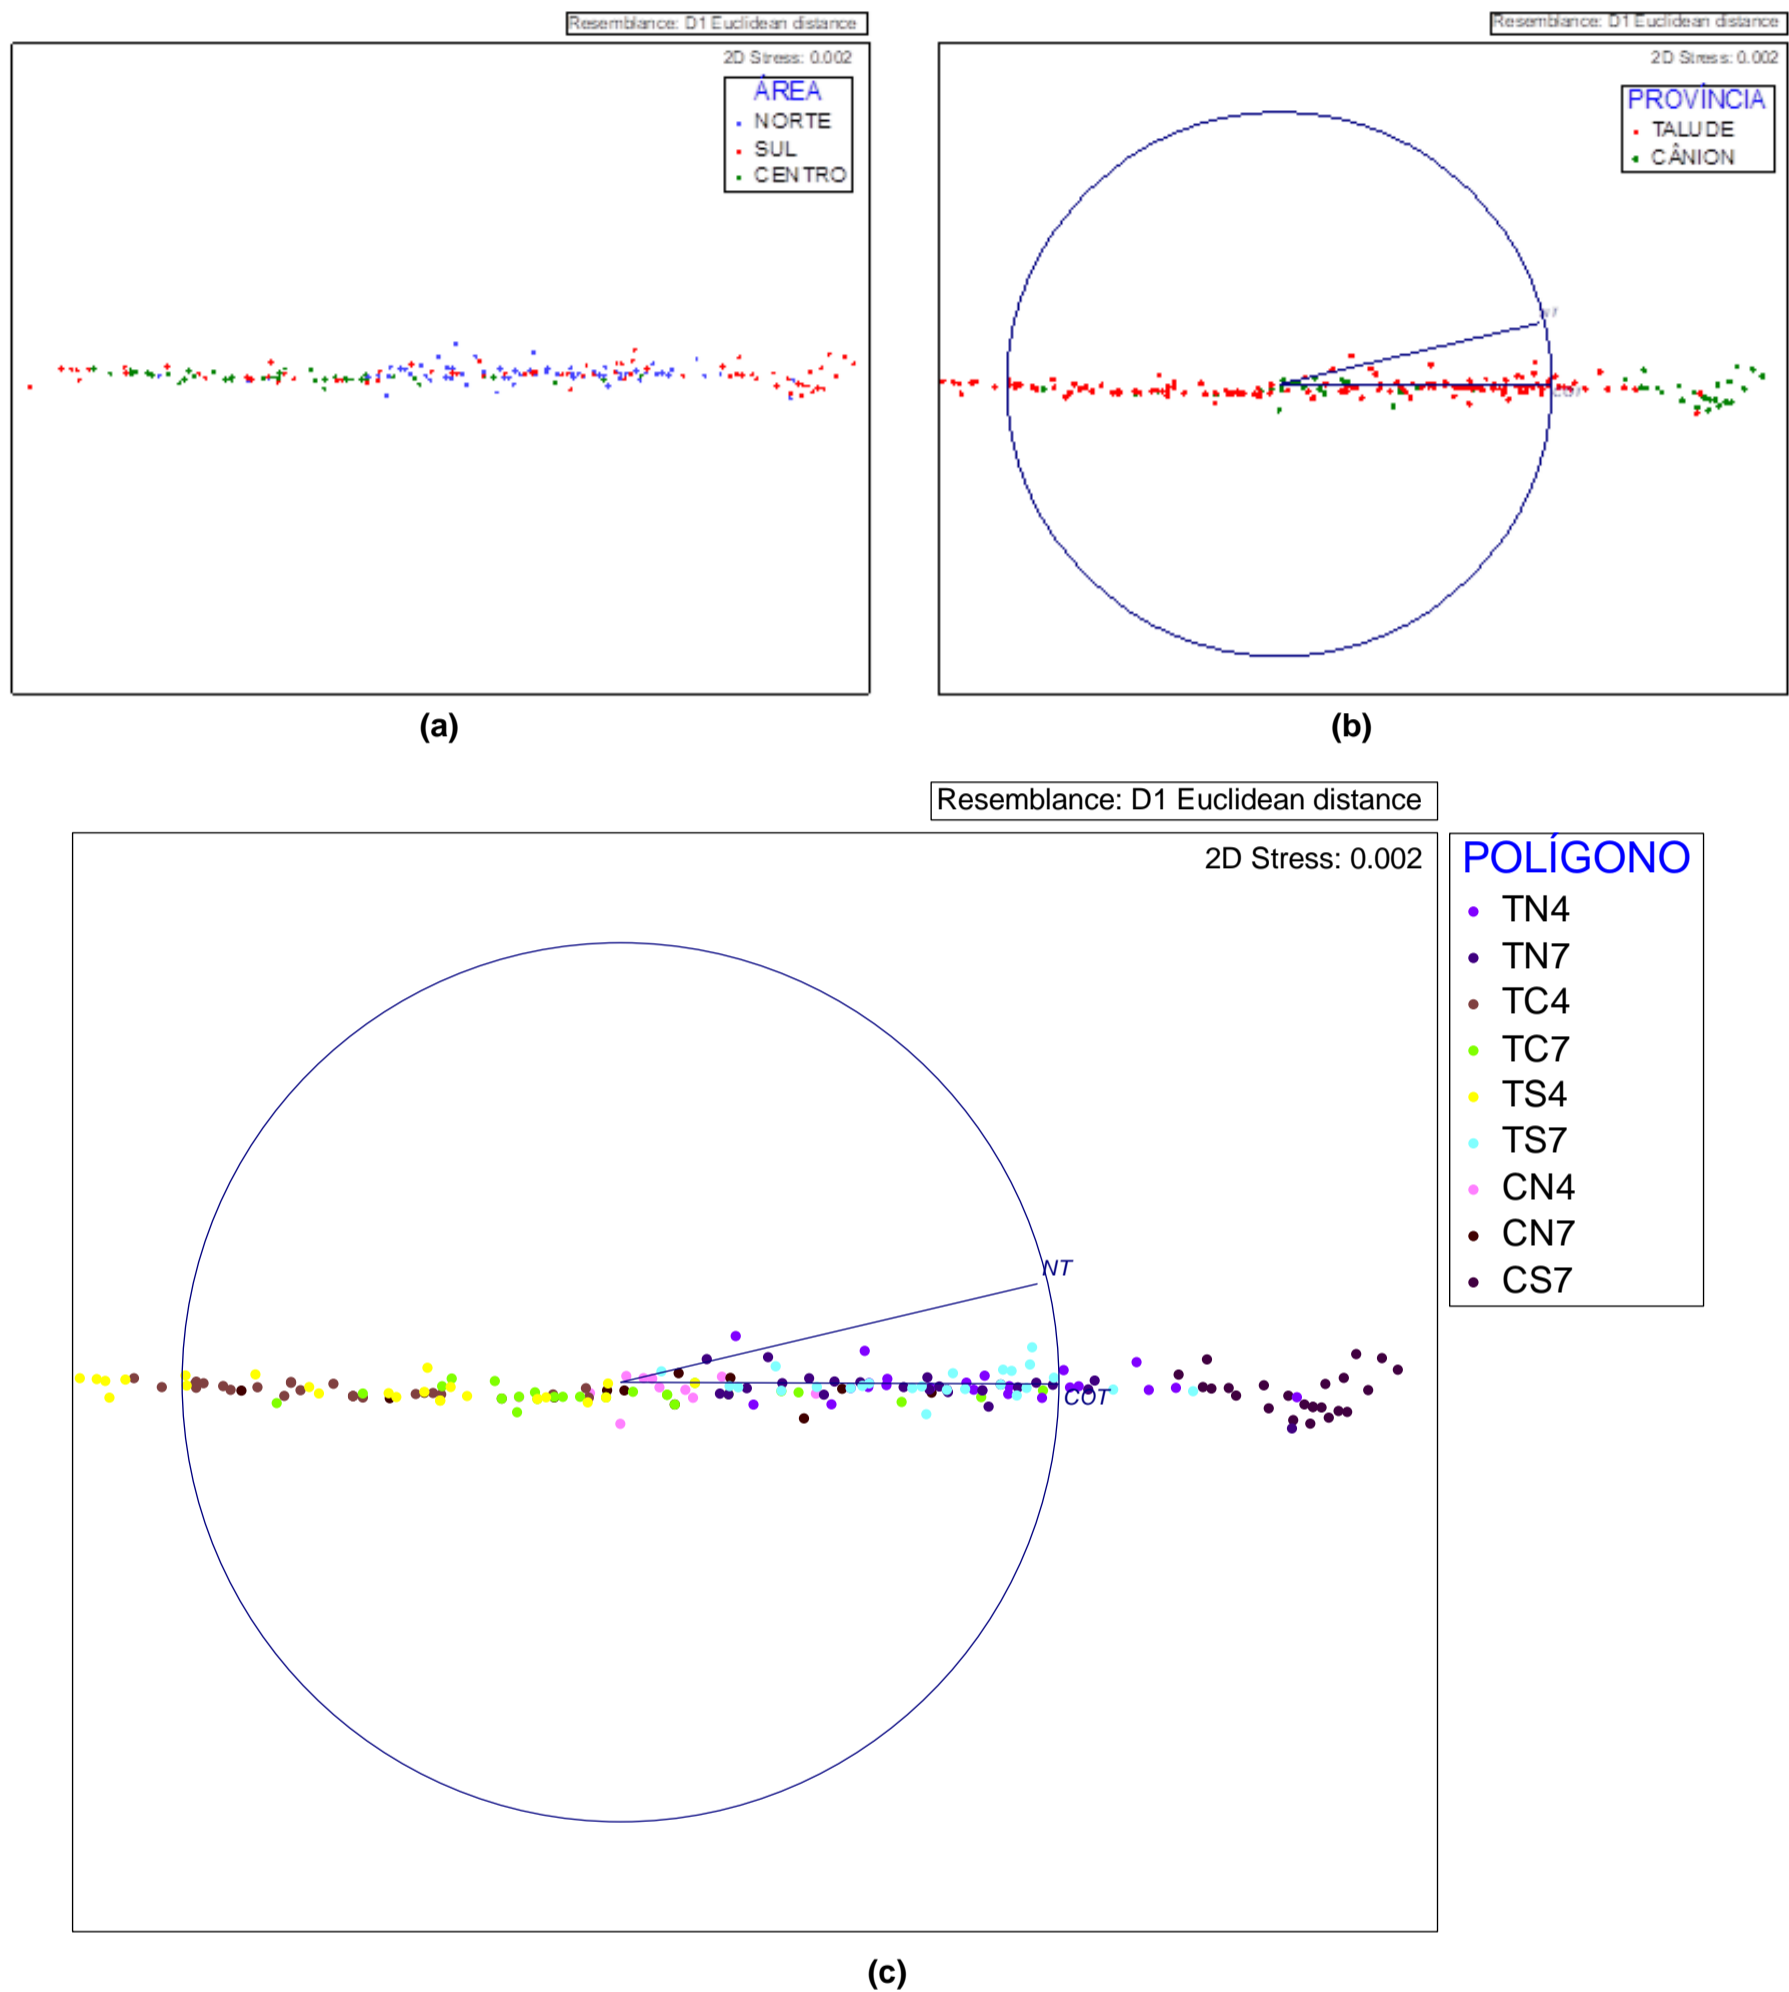 Resemblance: D1 Euclidean distance
2D Stress: 0.002
ÁREA
NORTE
SUL
CENTRO
(a)
Resemblance: D1 Euclidean distance
2D Stress: 0.002
PROVÍNCIA
TALUDE
CÂNION
(b)
Resemblance: D1 Euclidean distance
2D Stress: 0.002
POLÍGONO
TN4
TN7
TC4
TC7
TS4
TS7
CN4
CN7
CS7
NT
COT
(c)